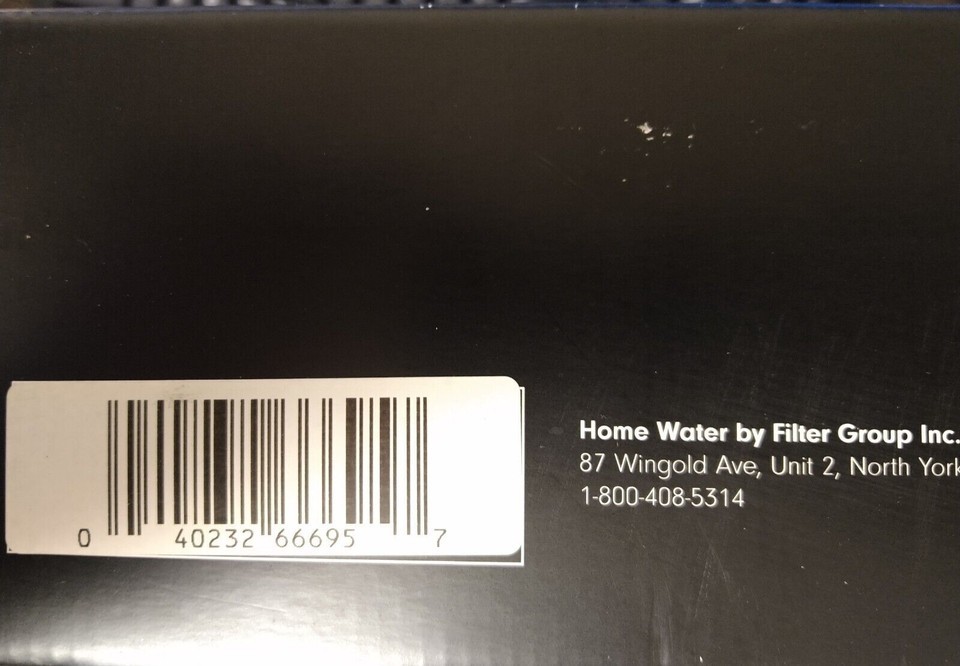 0 40232 66695 7
Home Water by Filter Group Inc.
87 Wingold Ave, Unit 2, North York
1-800-408-5314